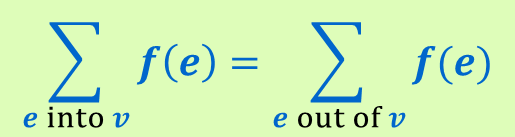 ∑ f(e) = ∑ f(e)
e into v e out of v